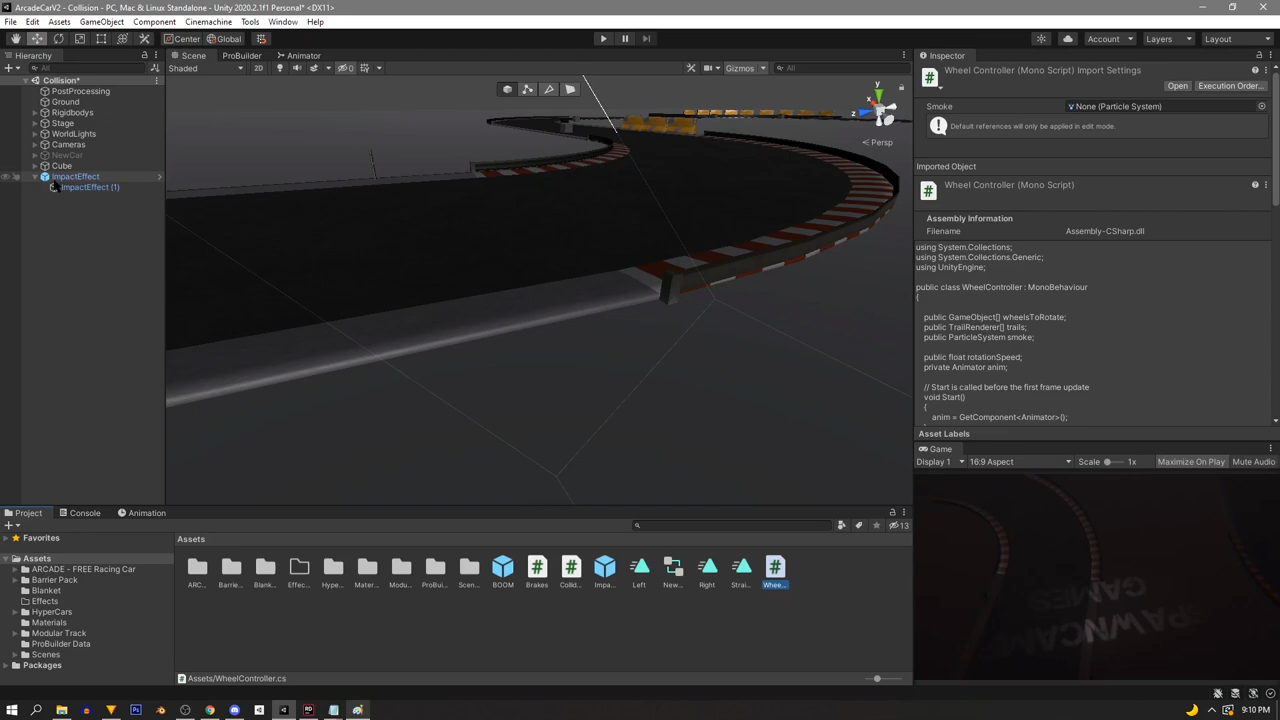 ArcadeCarV2 - Collision - PC, Mac & Linux Standalone - Unity 2020.2.1f1 Personal* <DX11>
File Edit Assets GameObject Component Cinemachine Tools Window Help
Center Global Account Layers Layout
Hierarchy Scene ProBuilder Animator Inspector
All Shaded 2D 0 Gizmos All
Wheel Controller (Mono Script) Import Settings
Open Execution Order...
Collision*
PostProcessing
Ground
Rigidbodys
Stage
WorldLights
Cameras
NewCar
Cube
ImpactEffect
ImpactEffect (1)
y
x
z
Persp
Smoke None (Particle System)
Default references will only be applied in edit mode.
Imported Object
Wheel Controller (Mono Script)
Assembly Information
Filename Assembly-CSharp.dll
using System.Collections;
using System.Collections.Generic;
using UnityEngine;
public class WheelController : MonoBehaviour
{
public GameObject[] wheelsToRotate;
public TrailRenderer[] trails;
public ParticleSystem smoke;
public float rotationSpeed;
private Animator anim;
// Start is called before the first frame update
void Start()
{
anim = GetComponent<Animator>();
Asset Labels
Game
Display 1 16:9 Aspect Scale 1x Maximize On Play Mute Audio
SPAWNCAMP
GAMES
Project Console Animation
13
Favorites
Assets
ARCADE - FREE Racing Car
Barrier Pack
Blanket
Effects
HyperCars
Materials
Modular Track
ProBuilder Data
Scenes
Packages
Assets
ARC... Barrie... Blank... Effec... Hype... Mater... Modu... ProBui... Scen... BOOM Brakes Collid... Impa... Left New... Right Strai... Whee...
Assets/WheelController.cs
9:10 PM